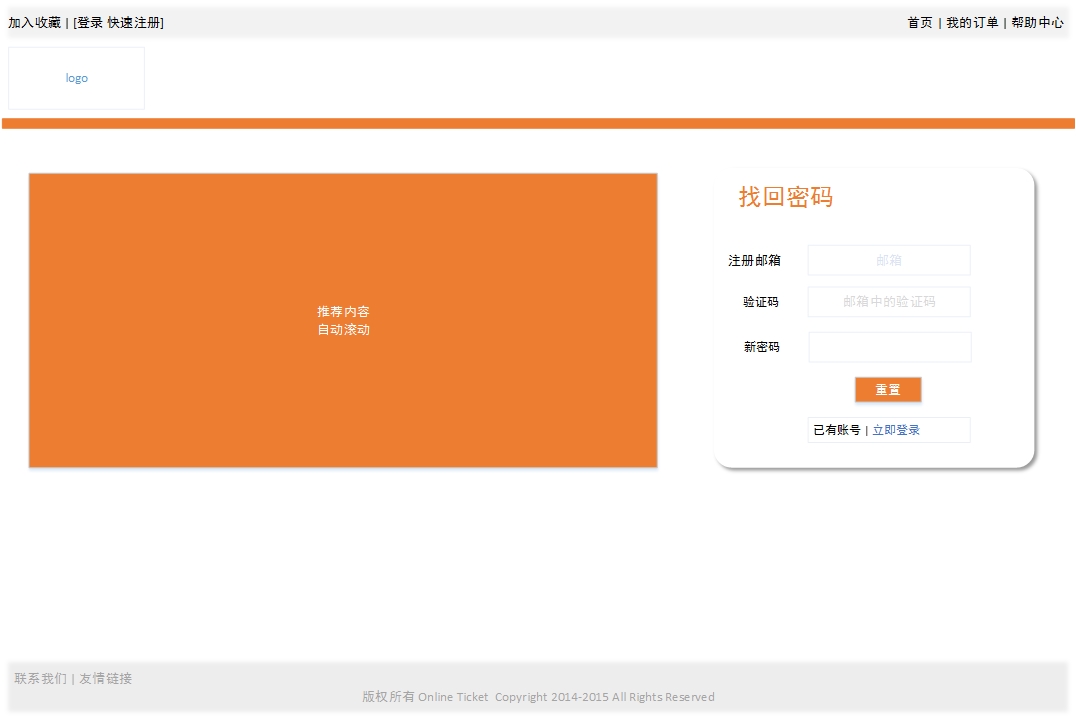 加入收藏 | [登录 快速注册]
首页 | 我的订单 | 帮助中心
logo
推荐内容
自动滚动
找回密码
注册邮箱 邮箱
验证码 邮箱中的验证码
新密码
重置
已有账号 | 立即登录
联系我们 | 友情链接
版权所有 Online Ticket Copyright 2014-2015 All Rights Reserved